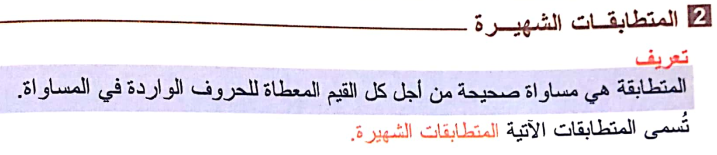 2 المتطابقات الشهيرة
تعريف
المتطابقة هي مساواة صحيحة من أجل كل القيم المعطاة للحروف الواردة في المساواة.
تُسمى المتطابقات الآتية المتطابقات الشهيرة.